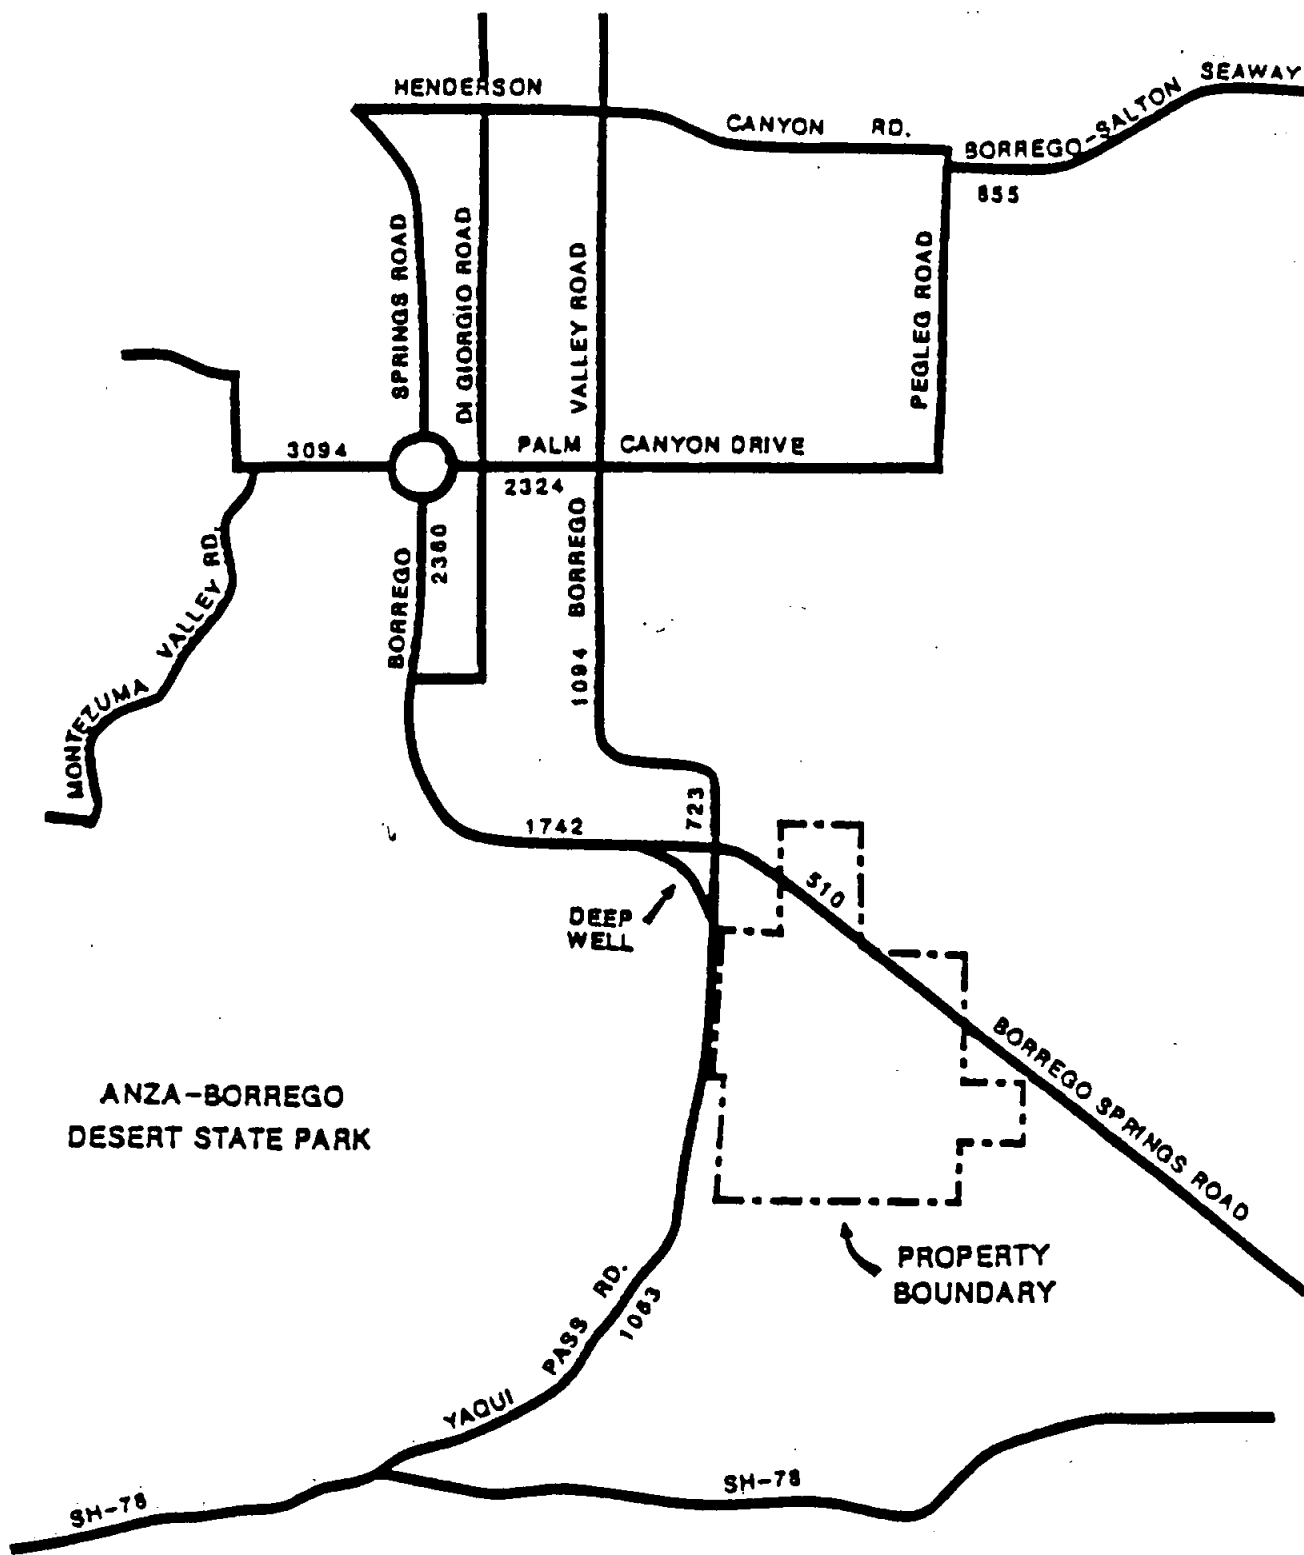 HENDERSON
SEAWAY
CANYON RD.
BORREGO-SALTON
855
SPRINGS ROAD
DI GIORGIO ROAD
VALLEY ROAD
PEGLEG ROAD
3094
PALM CANYON DRIVE
2324
MONTEZUMA VALLEY RD.
BORREGO
2360
1094 BORREGO
723
1742
510
DEEP
WELL
BORREGO SPRINGS ROAD
ANZA-BORREGO
DESERT STATE PARK
PROPERTY
BOUNDARY
YAQUI PASS RD.
1063
SH-78
SH-78